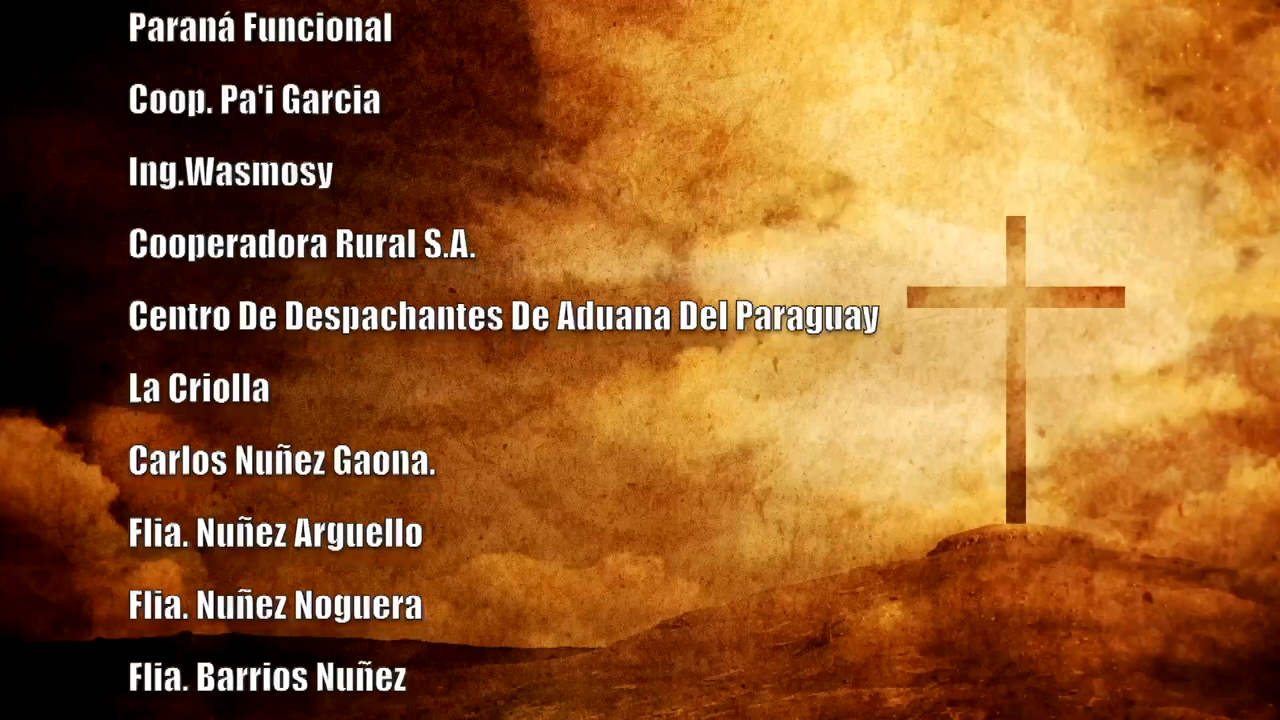 Paraná Funcional
Coop. Pa'i Garcia
Ing.Wasmosy
Cooperadora Rural S.A.
Centro De Despachantes De Aduana Del Paraguay
La Criolla
Carlos Nuñez Gaona.
Flia. Nuñez Arguello
Flia. Nuñez Noguera
Flia. Barrios Nuñez